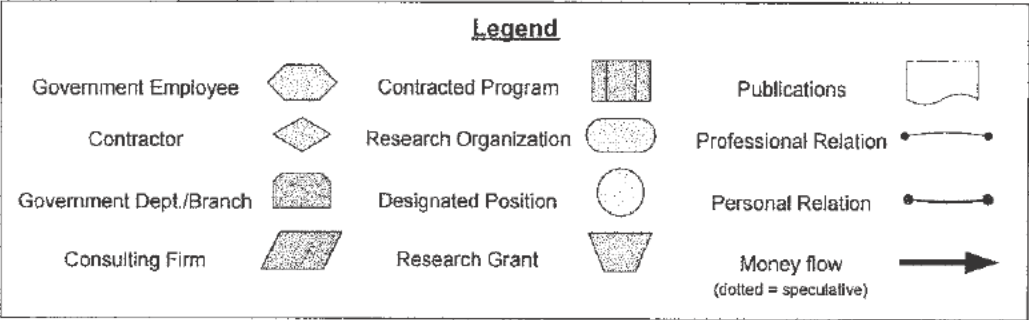 Legend
Government Employee
Contracted Program
Publications
Contractor
Research Organization
Professional Relation
Government Dept./Branch
Designated Position
Personal Relation
Consulting Firm
Research Grant
Money flow
(dotted = speculative)